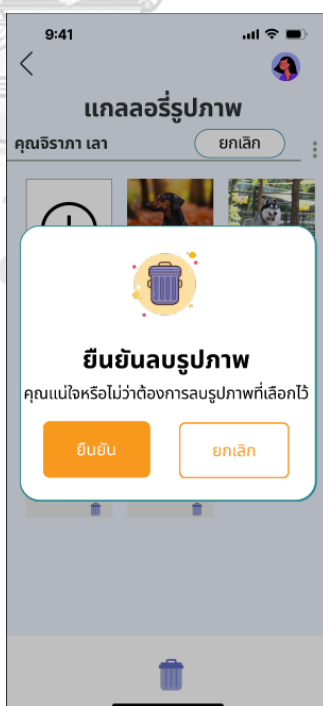 9:41
แกลลอรี่รูปภาพ
คุณจิราภา เลา
ยกเลิก
ยืนยันลบรูปภาพ
คุณแน่ใจหรือไม่ว่าต้องการลบรูปภาพที่เลือกไว้
ยืนยัน
ยกเลิก